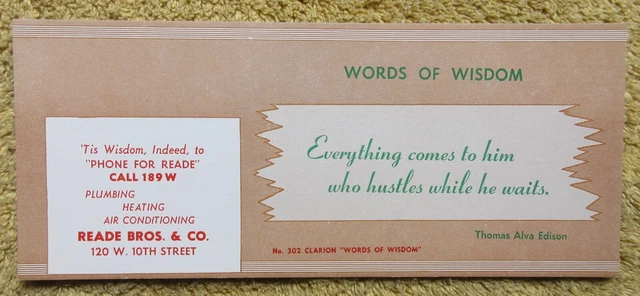 WORDS OF WISDOM
Everything comes to him
who hustles while he waits.
Thomas Alva Edison
No. 302 CLARION "WORDS OF WISDOM"
'Tis Wisdom, Indeed, to
"PHONE FOR READE"
CALL 189W
PLUMBING
HEATING
AIR CONDITIONING
READE BROS. & CO.
120 W. 10TH STREET